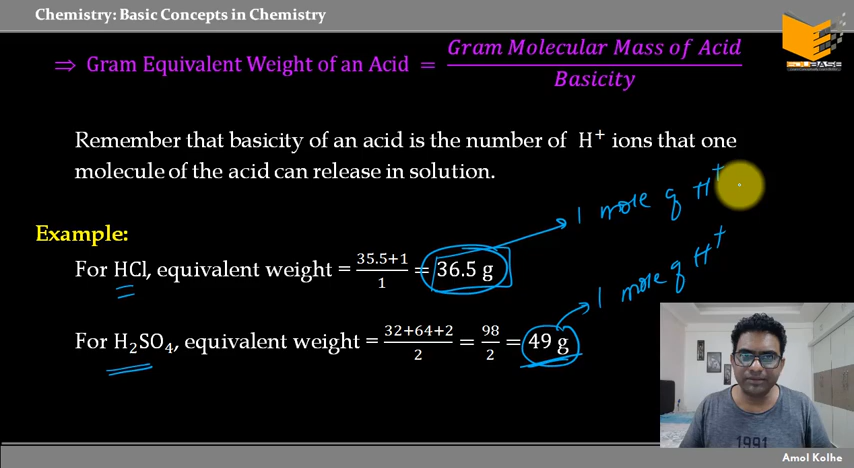 Chemistry: Basic Concepts in Chemistry
⇒ Gram Equivalent Weight of an Acid = Gram Molecular Mass of Acid / Basicity
EDUBASE
Remember that basicity of an acid is the number of H⁺ ions that one
molecule of the acid can release in solution.
1 mole of H⁺
Example:
For HCl, equivalent weight = (35.5+1)/1 = 36.5 g
1 mole of H⁺
For H₂SO₄, equivalent weight = (32+64+2)/2 = 98/2 = 49 g
1991
Amol Kolhe